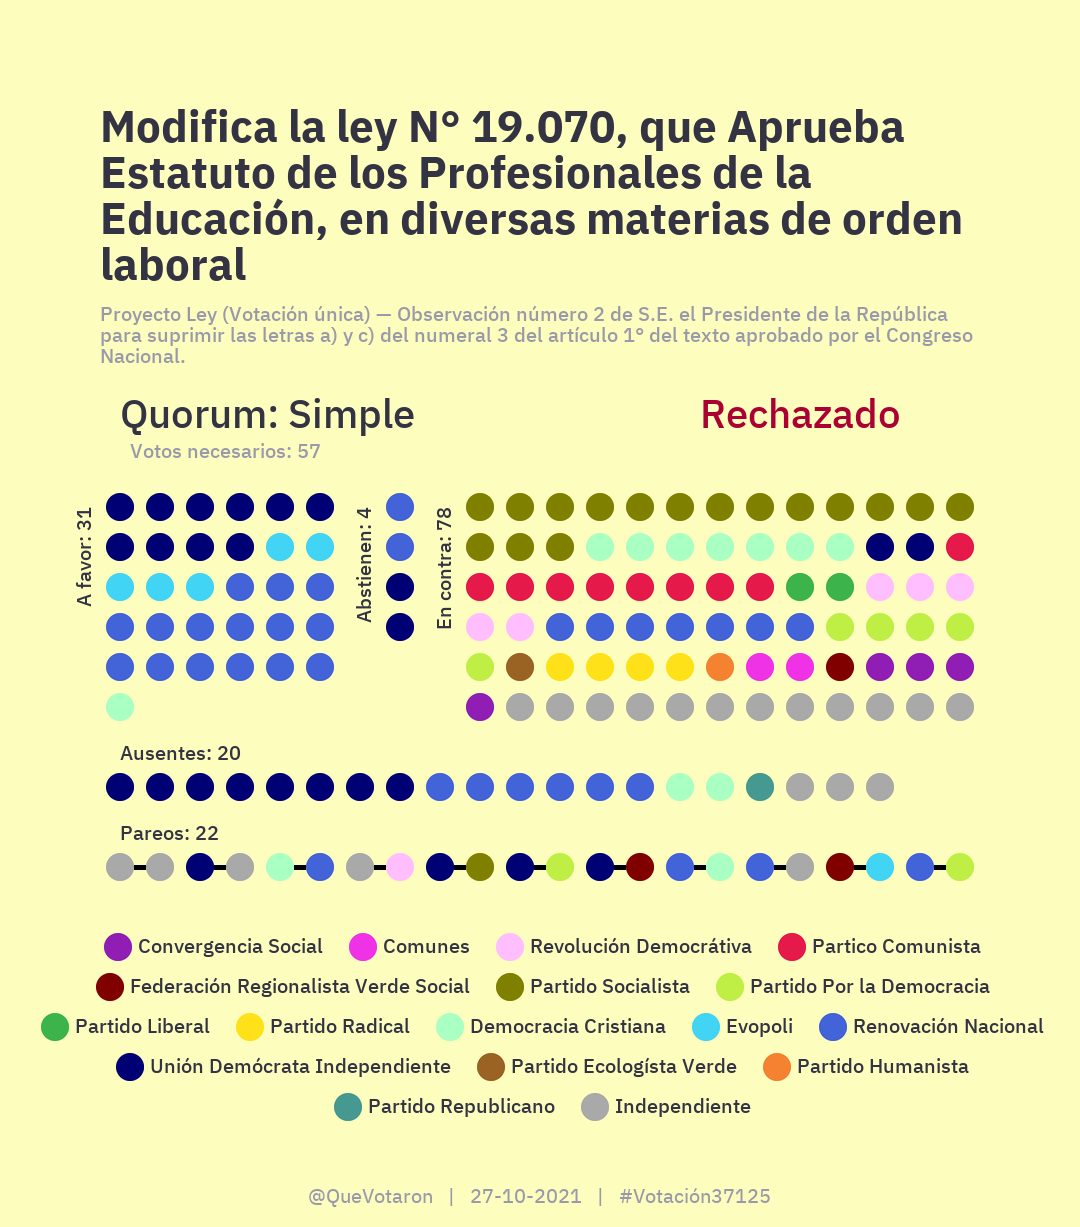 Modifica la ley N° 19.070, que Aprueba
Estatuto de los Profesionales de la
Educación, en diversas materias de orden
laboral
Proyecto Ley (Votación única) — Observación número 2 de S.E. el Presidente de la República
para suprimir las letras a) y c) del numeral 3 del artículo 1° del texto aprobado por el Congreso
Nacional.
Quorum: Simple
Rechazado
Votos necesarios: 57
A favor: 31
Abstienen: 4
En contra: 78
Ausentes: 20
Pareos: 22
Convergencia Social
Comunes
Revolución Democrátiva
Partico Comunista
Federación Regionalista Verde Social
Partido Socialista
Partido Por la Democracia
Partido Liberal
Partido Radical
Democracia Cristiana
Evopoli
Renovación Nacional
Unión Demócrata Independiente
Partido Ecologísta Verde
Partido Humanista
Partido Republicano
Independiente
@QueVotaron | 27-10-2021 | #Votación37125